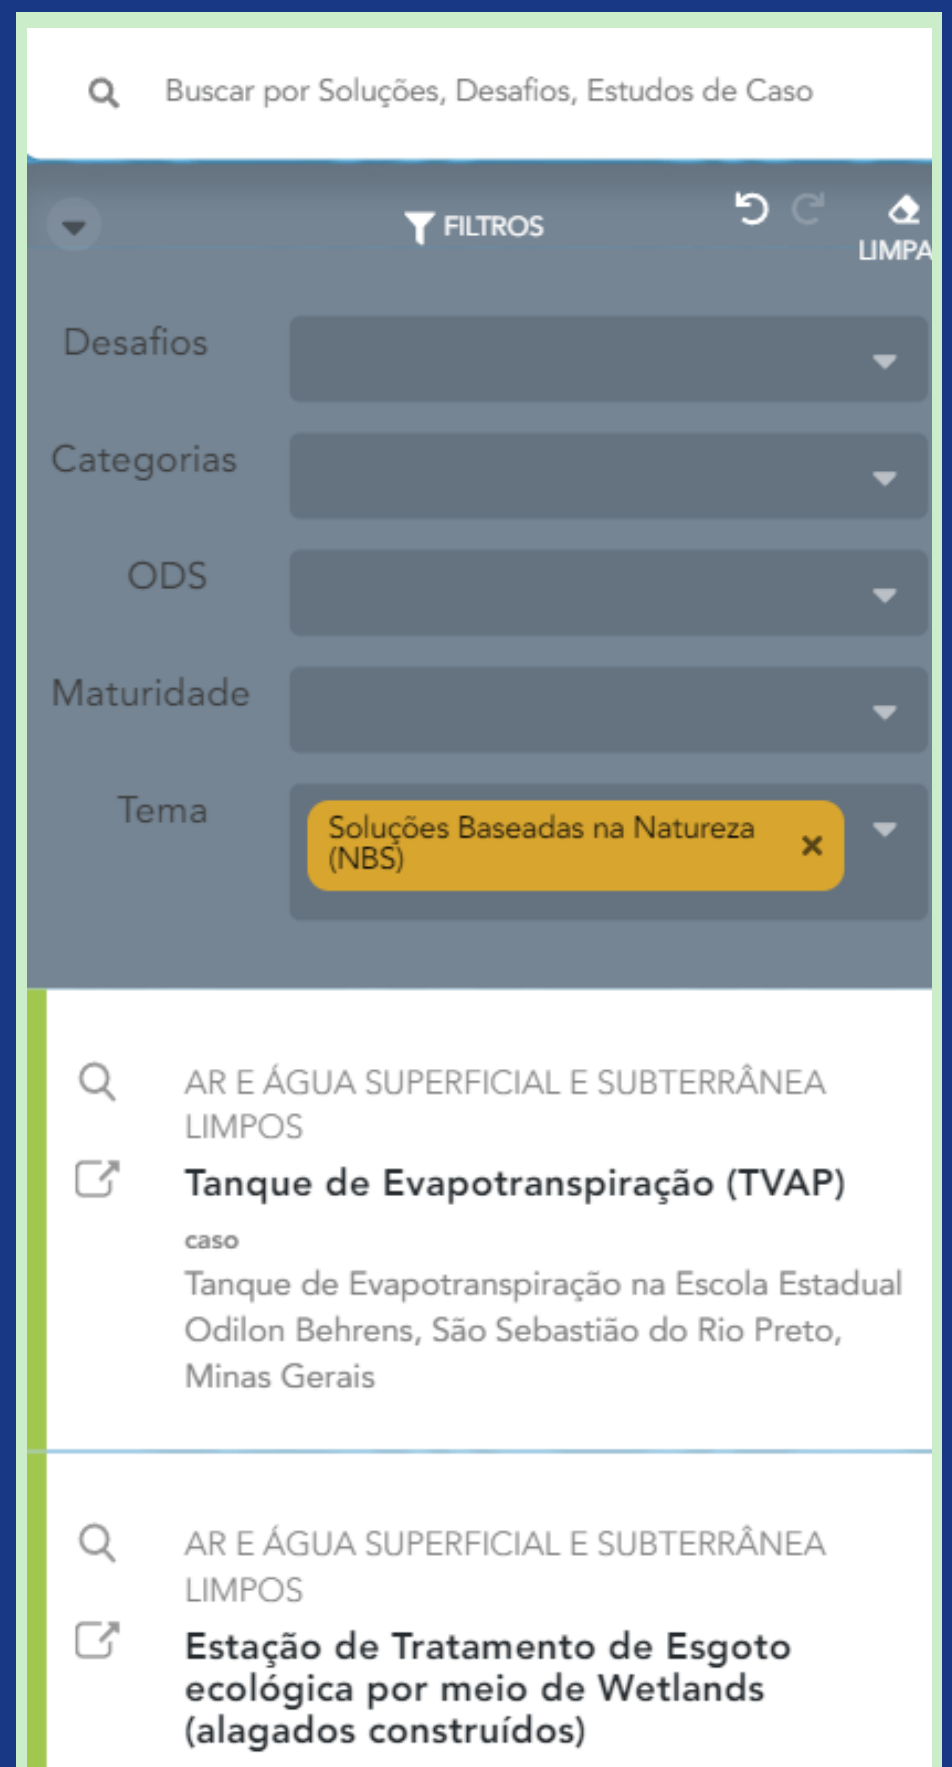 Buscar por Soluções, Desafios, Estudos de Caso
FILTROS
LIMPA
Desafios
Categorias
ODS
Maturidade
Tema
Soluções Baseadas na Natureza
(NBS)
AR E ÁGUA SUPERFICIAL E SUBTERRÂNEA
LIMPOS
Tanque de Evapotranspiração (TVAP)
caso
Tanque de Evapotranspiração na Escola Estadual
Odilon Behrens, São Sebastião do Rio Preto,
Minas Gerais
AR E ÁGUA SUPERFICIAL E SUBTERRÂNEA
LIMPOS
Estação de Tratamento de Esgoto
ecológica por meio de Wetlands
(alagados construídos)